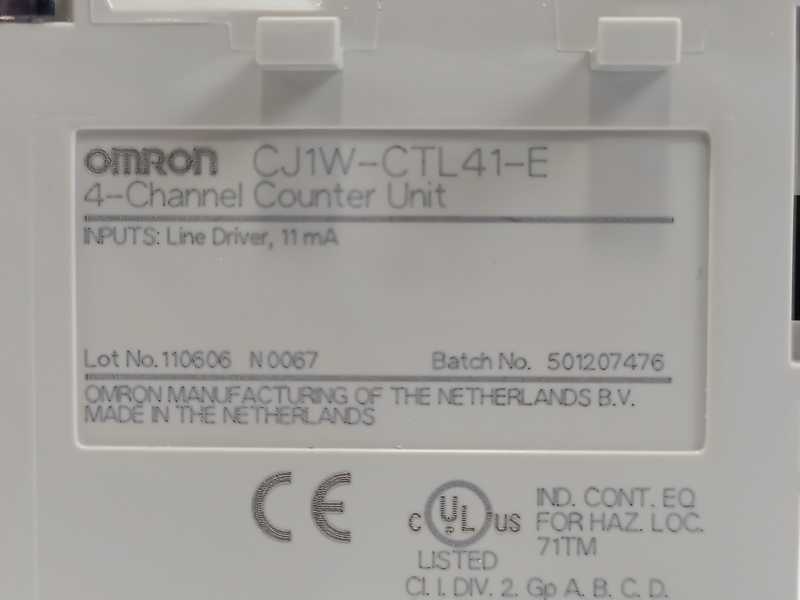 OMRON CJ1W-CTL41-E
4-Channel Counter Unit
INPUTS: Line Driver, 11 mA
Lot No. 110606 N 0067 Batch No. 501207476
OMRON MANUFACTURING OF THE NETHERLANDS B.V.
MADE IN THE NETHERLANDS
CE
C UL US
LISTED
IND. CONT. EQ
FOR HAZ. LOC.
71TM
Cl. I. DIV. 2. Gp A. B. C. D.